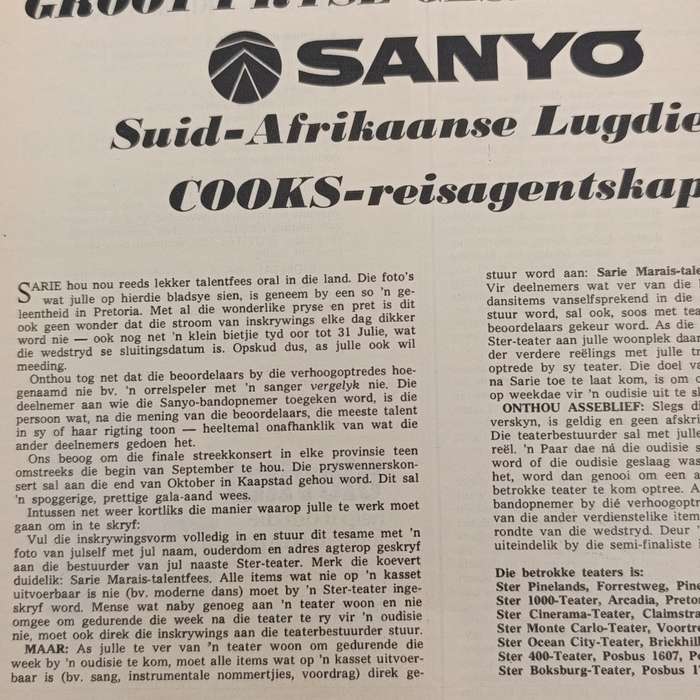 SANYO
Suid-Afrikaanse
COOKS-reisagentskap
SARIE hou nou reeds lekker talentfees oral in die land. Die foto's
wat julle op hierdie bladsye sien, is geneem by een so 'n ge-
leentheid in Pretoria. Met al die wonderlike pryse en pret is dit
ook geen wonder dat die stroom van inskrywings elke dag dikker
word nie — ook nog net 'n klein bietjie tyd oor tot 31 Julie, wat
die wedstryd se sluitingsdatum is. Opskud dus, as julle ook wil
meeding.
Onthou tog net dat die beoordelaars by die verhoogoptredes hoe-
genaamd nie bv. 'n orrelspeler met 'n sanger vergelyk nie. Die
deelnemer aan wie die Sanyo-bandopnemer toegeken word, is die
persoon wat, na die mening van die beoordelaars, die meeste talent
in sy of haar rigting toon — heeltemal onafhanklik van wat die
ander deelnemers gedoen het.
Ons beoog om die finale streekkonsert in elke provinsie teen
omstreeks die begin van September te hou. Die pryswennerskon-
sert sal aan die end van Oktober in Kaapstad gehou word. Dit sal
'n spoggerige, prettige gala-aand wees.
Intussen net weer kortliks die manier waarop julle te werk moet
gaan om in te skryf:
Vul die inskrywingsvorm volledig in en stuur dit tesame met 'n
foto van julself met jul naam, ouderdom en adres agterop geskryf
aan die bestuurder van jul naaste Ster-teater. Merk die koevert
duidelik: Sarie Marais-talentfees. Alle items wat nie op 'n kasset
uitvoerbaar is nie (bv. moderne dans) moet by 'n Ster-teater inge-
skryf word. Mense wat naby genoeg aan 'n teater woon en nie
omgee om gedurende die week na die teater te ry vir 'n oudisie
nie, moet ook direk die inskrywings aan die teaterbestuurder stuur.
MAAR: As julle te ver van 'n teater woon om gedurende die
week by 'n oudisie te kom, moet alle items wat op 'n kasset uitvoer-
baar is (bv. sang, instrumentale nommertjies, voordrag) direk ge-
stuur word aan: Sarie
Vir deelnemers wat ver van die
dansitems vanselfsprekend in die
stuur word, sal ook, soos met
beoordelaars gekeur word. As die
Ster-teater aan julle woonplek
der verdere reëlings met julle
optrede by sy teater. Die doel
na Sarie toe te laat kom, is om
op weekdae vir 'n oudisie uit te
ONTHOU ASSEBLIEF: Slegs
verskyn, is geldig en geen
Die teaterbestuurder sal met
reël. 'n Paar dae ná die oudisie
word of die oudisie geslaag
het, word dan genooi om een
betrokke teater te kom optree.
bandopnemer by dié
van die ander verdienstelike
rondte van die wedstryd. Deur
uiteindelik by die semi-finaliste
Die betrokke teaters is:
Ster Pinelands, Forrestweg,
Ster 1000-Teater, Arcadia,
Ster Cinerama-Teater,
Ster Monte Carlo-Teater,
Ster Ocean City-Teater,
Ster 400-Teater, Posbus 1607,
Ster Boksburg-Teater, Posbus